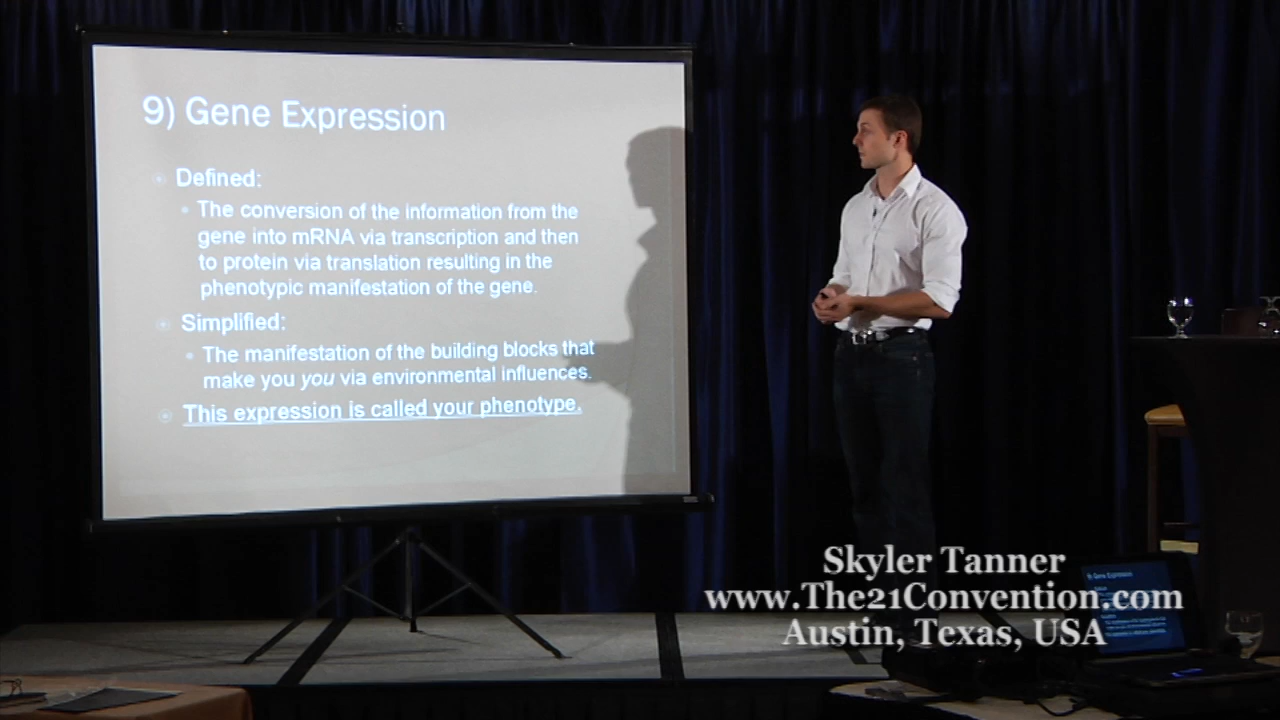 9) Gene Expression
Defined:
The conversion of the information from the
gene into mRNA via transcription and then
to protein via translation resulting in the
phenotypic manifestation of the gene.
Simplified:
The manifestation of the building blocks that
make you you via environmental influences.
This expression is called your phenotype.
Skyler Tanner
www.The21Convention.com
Austin, Texas, USA
9) Gene Expression